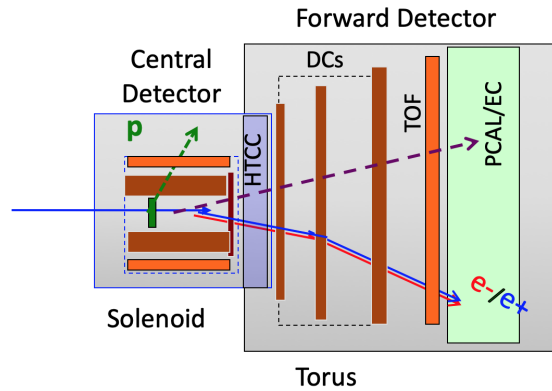 Forward Detector
Central
Detector
DCs
p
HTCC
TOF
PCAL/EC
e-/e+
Solenoid
Torus